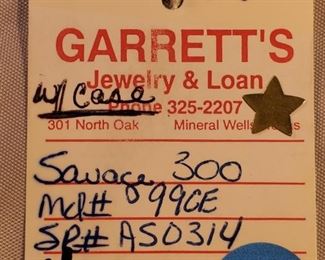 GARRETT'S
Jewelry & Loan
w/ Case
Phone 325-2207
301 North Oak Mineral Wells
Savage 300
Mdl# 99CE
SR# AS0314